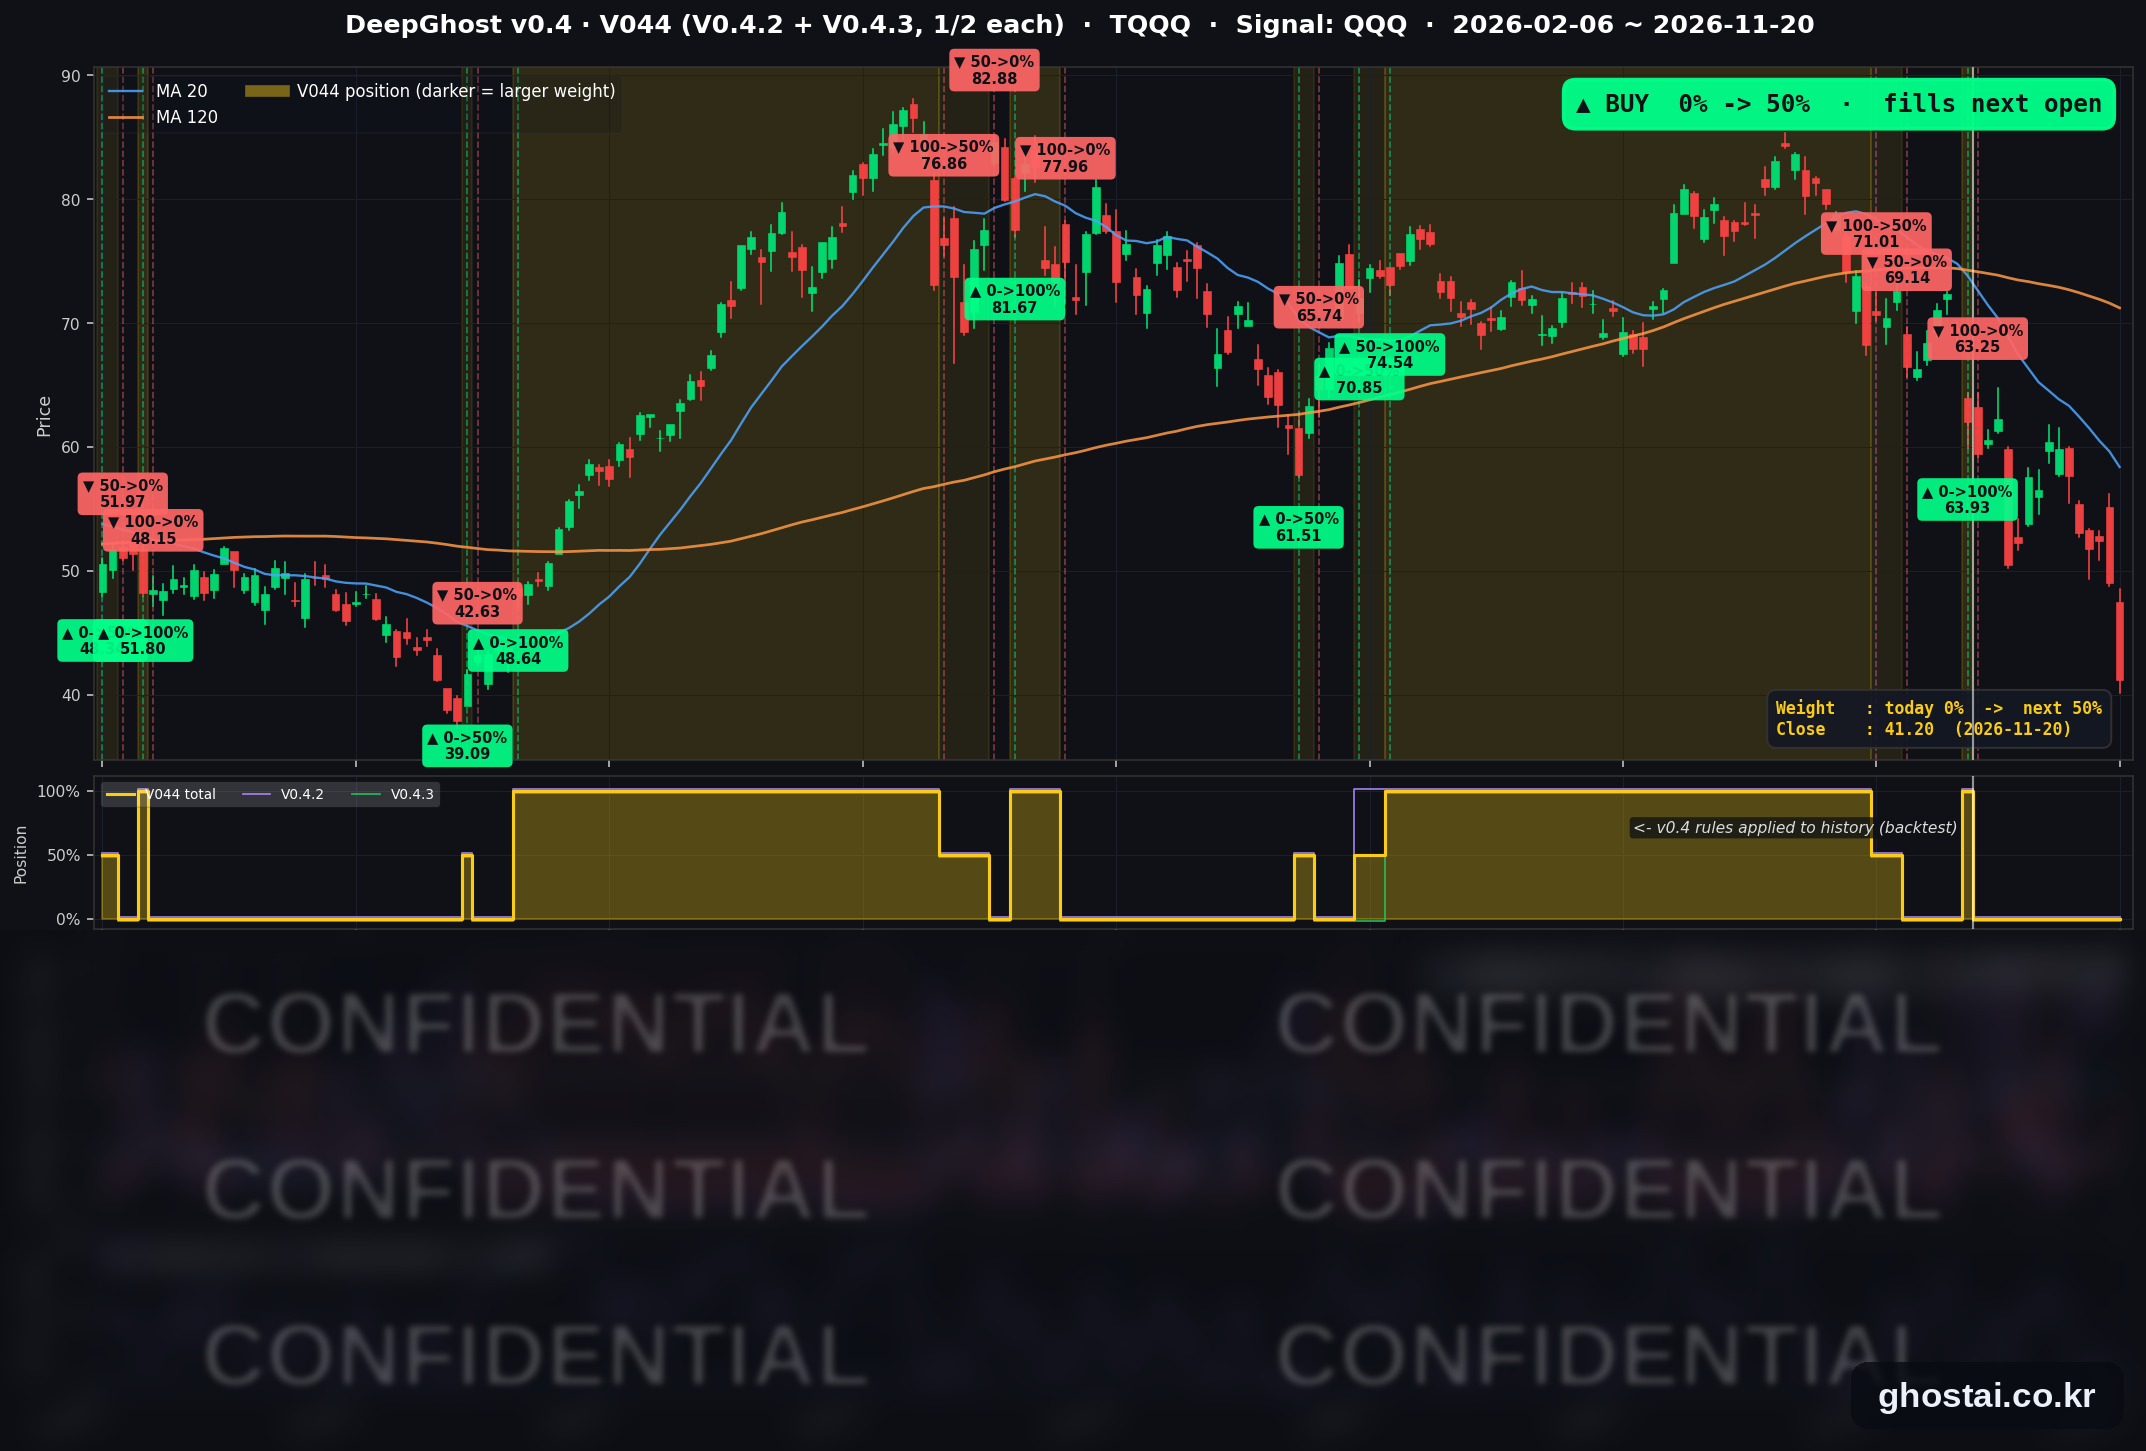 DeepGhost v0.4 · V044 (V0.4.2 + V0.4.3, 1/2 each) · TQQQ · Signal: QQQ · 2026-02-06 ~ 2026-11-20
MA 20
V044 position (darker = larger weight)
MA 120
▲ BUY 0% -> 50% · fills next open
Price
90
80
70
60
50
40
▼ 50->0%
51.97
▼ 100->0%
48.15
▲ 0-
▲ 0->100%
51.80
▼ 50->0%
42.63
▲ 0->100%
48.64
▲ 0->50%
39.09
▼ 100->50%
76.86
▼ 50->0%
82.88
▲ 0->100%
81.67
▼ 100->0%
77.96
▲ 0->50%
61.51
▼ 50->0%
65.74
▲
70.85
▲ 50->100%
74.54
▼ 100->50%
71.01
▼ 50->0%
69.14
▲ 0->100%
63.93
▼ 100->0%
63.25
Weight : today 0% -> next 50%
Close : 41.20 (2026-11-20)
Position
100%
50%
0%
V044 total
V0.4.2
V0.4.3
<- v0.4 rules applied to history (backtest)
CONFIDENTIAL
CONFIDENTIAL
CONFIDENTIAL
CONFIDENTIAL
CONFIDENTIAL
CONFIDENTIAL
ghostai.co.kr